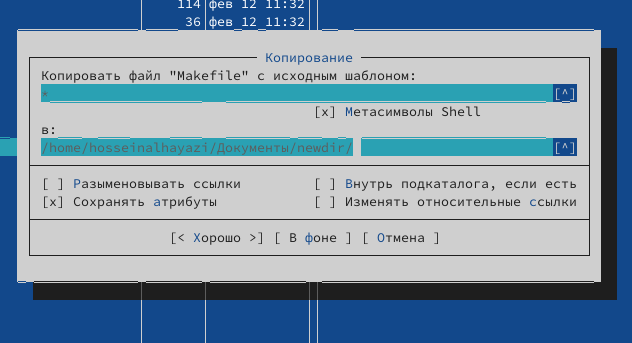 114 фев 12 11:32
36 фев 12 11:32
Копирование
Копировать файл "Makefile" с исходным шаблоном:
* [^]
[x] Метасимволы Shell
в:
/home/hosseinalhayazi/Документы/newdir/ [^]
[ ] Разыменовывать ссылки [ ] Внутрь подкаталога, если есть
[x] Сохранять атрибуты [ ] Изменять относительные ссылки
[< Хорошо >] [ В фоне ] [ Отмена ]